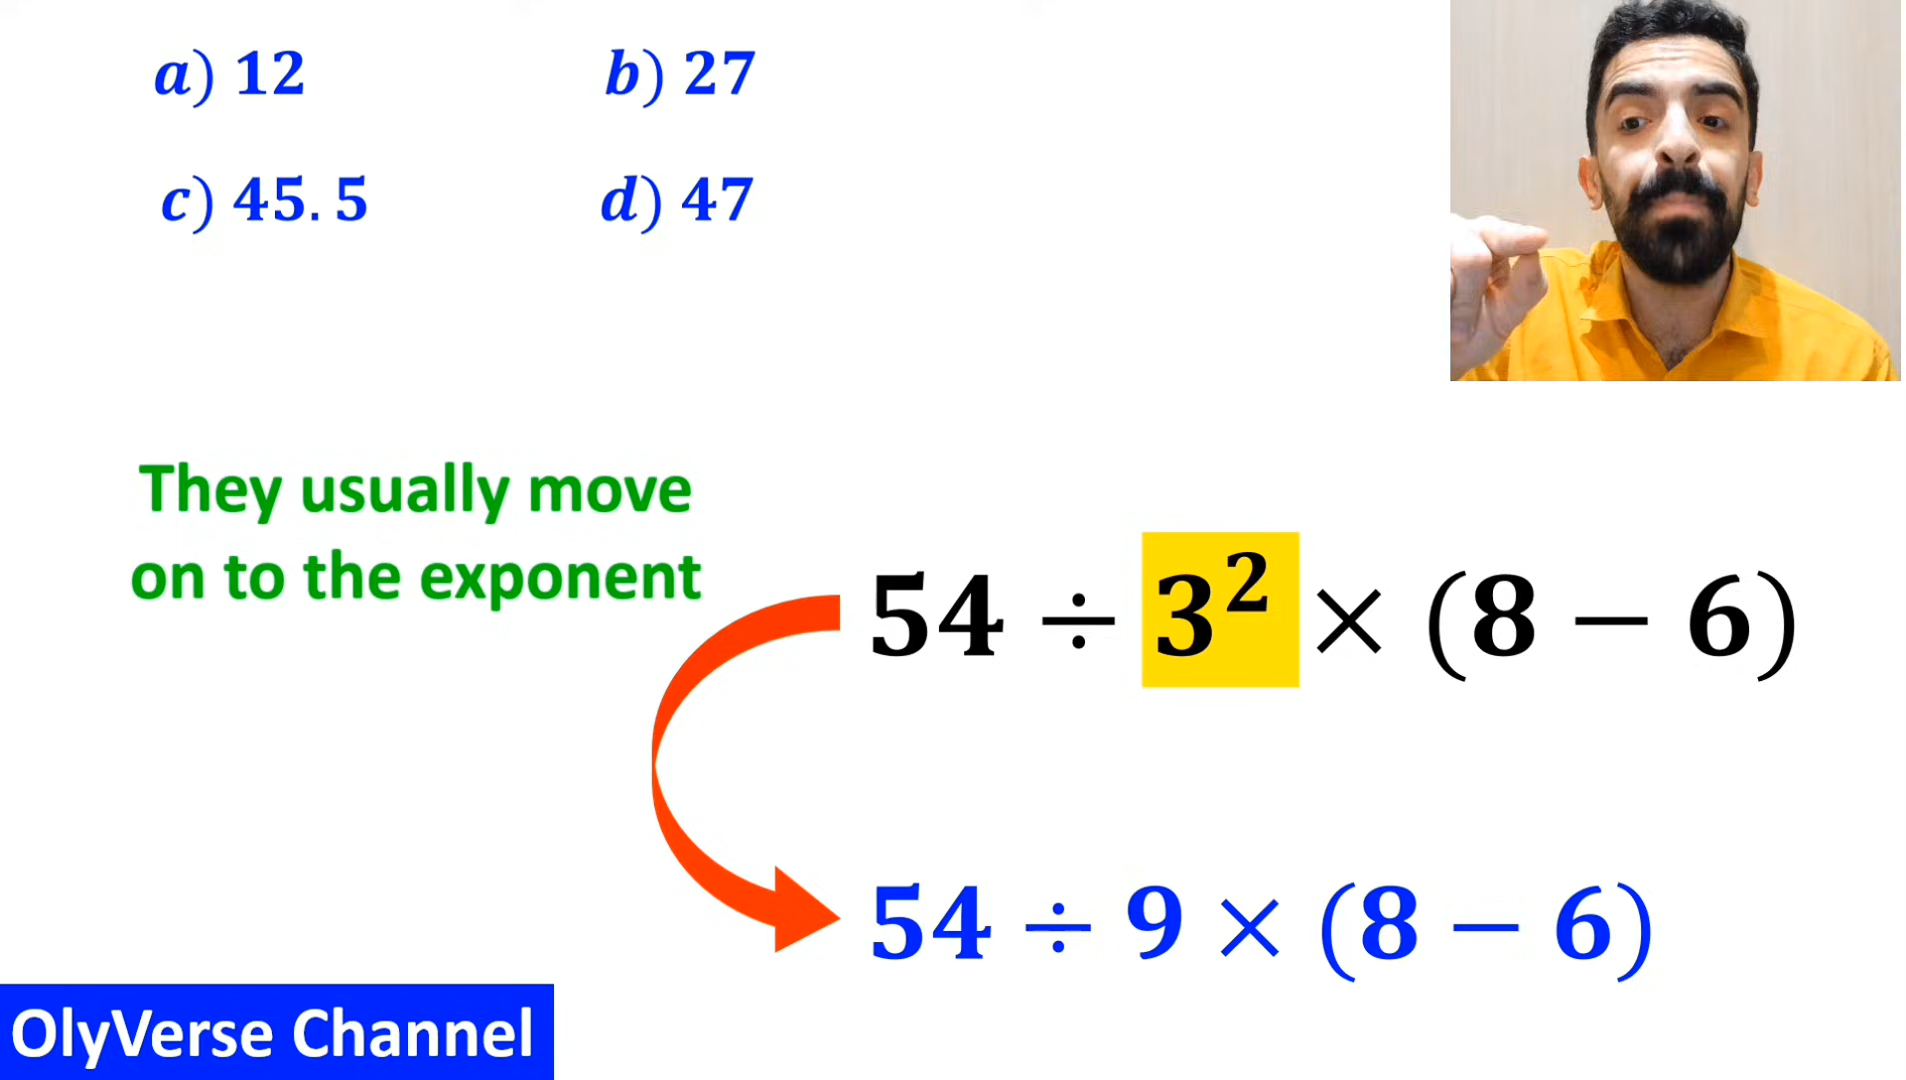 a) 12 b) 27
c) 45.5 d) 47
They usually move
on to the exponent
54 ÷ 3² × (8 − 6)
54 ÷ 9 × (8 − 6)
OlyVerse Channel